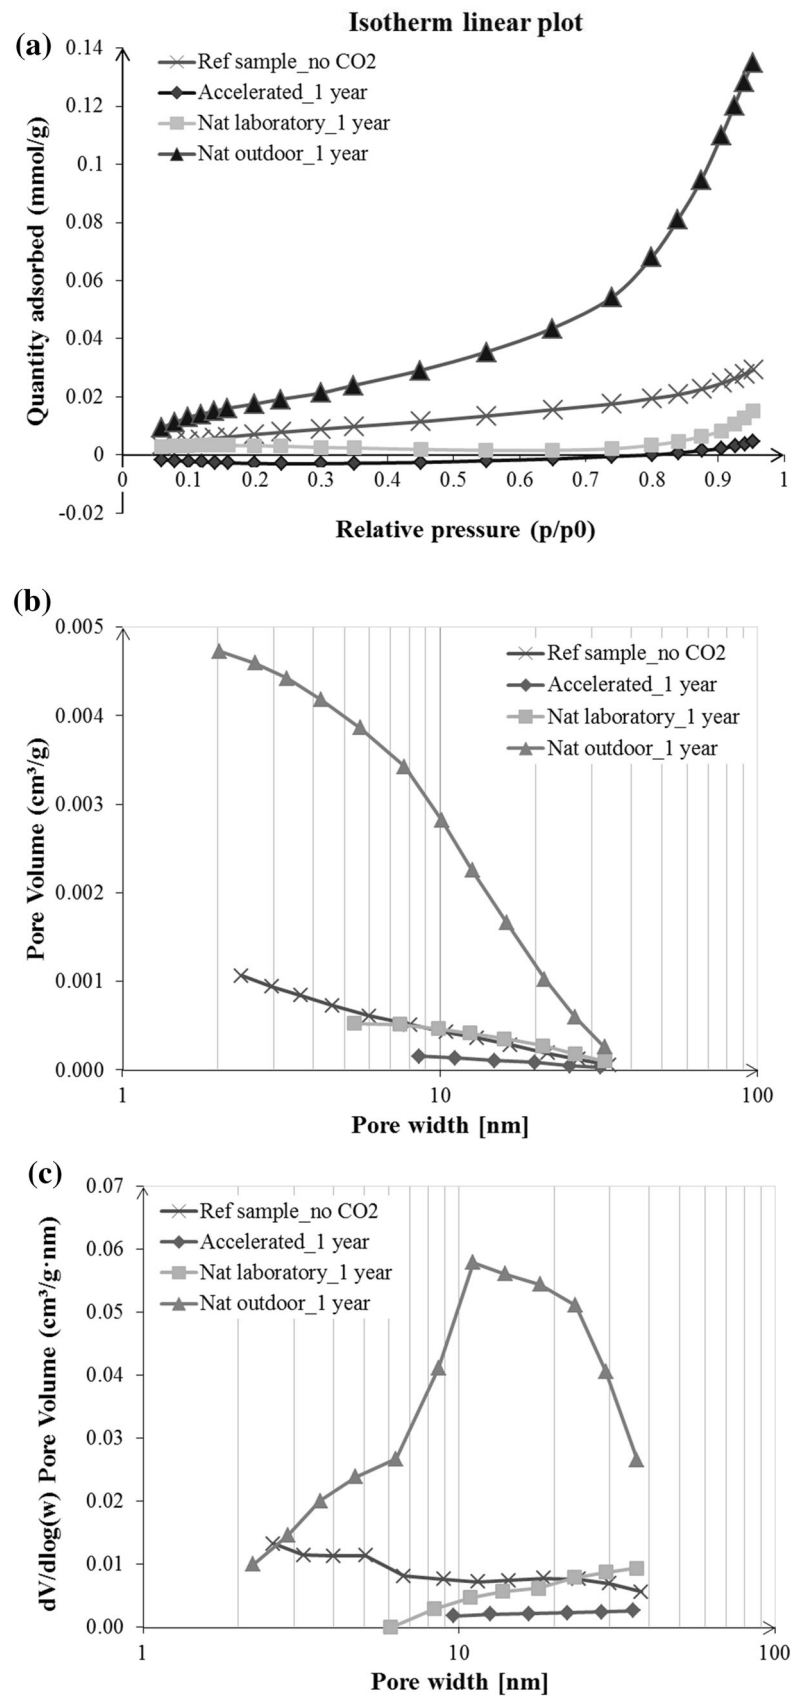 Isotherm linear plot
(a)
0.14
0.12
0.1
0.08
0.06
0.04
0.02
0
-0.02
Quantity adsorbed (mmol/g)
Ref sample_no CO2
Accelerated_1 year
Nat laboratory_1 year
Nat outdoor_1 year
0 0.1 0.2 0.3 0.4 0.5 0.6 0.7 0.8 0.9 1
Relative pressure (p/p0)
(b)
0.005
0.004
0.003
0.002
0.001
0.000
Pore Volume (cm³/g)
Ref sample_no CO2
Accelerated_1 year
Nat laboratory_1 year
Nat outdoor_1 year
1 10 100
Pore width [nm]
(c)
0.07
0.06
0.05
0.04
0.03
0.02
0.01
0.00
dV/dlog(w) Pore Volume (cm³/g·nm)
Ref sample_no CO2
Accelerated_1 year
Nat laboratory_1 year
Nat outdoor_1 year
1 10 100
Pore width [nm]